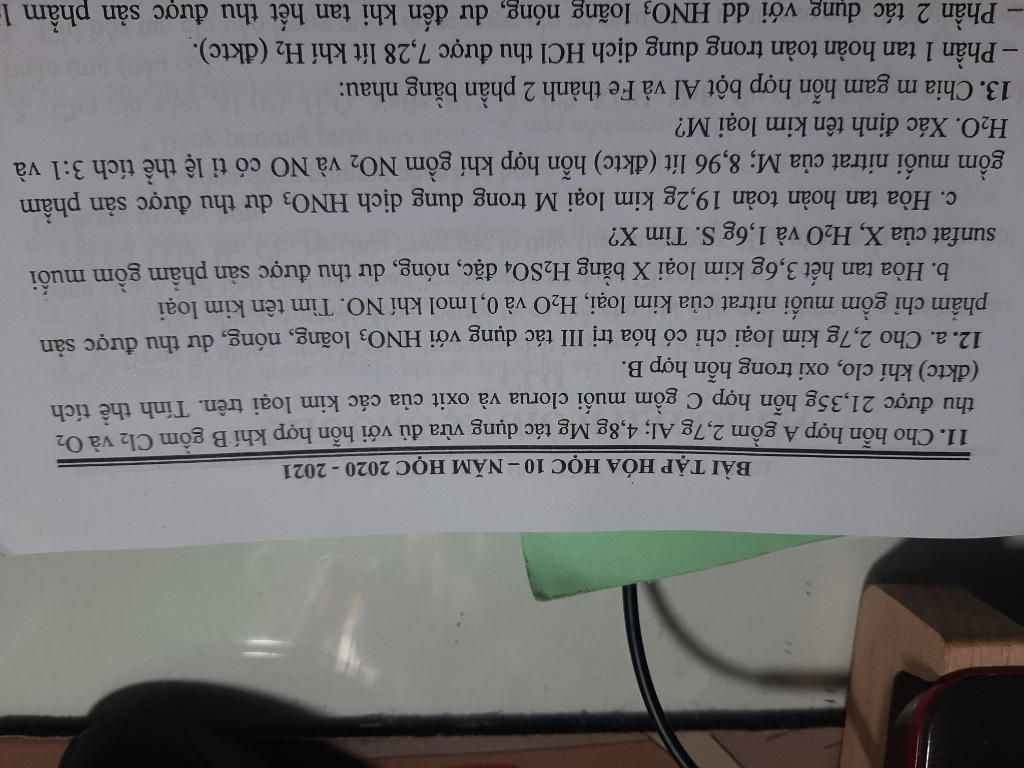 BÀI TẬP HÓA HỌC 10 – NĂM HỌC 2020 - 2021
11. Cho hỗn hợp A gồm 2,7g Al; 4,8g Mg tác dụng vừa đủ với hỗn hợp khí B gồm Cl₂ và O₂
thu được 21,35g hỗn hợp C gồm muối clorua và oxit của các kim loại trên. Tính thể tích
(đktc) khí clo, oxi trong hỗn hợp B.
12. a. Cho 2,7g kim loại chỉ có hóa trị III tác dụng với HNO₃ loãng, nóng, dư thu được sản
phẩm chỉ gồm muối nitrat của kim loại, H₂O và 0,1mol khí NO. Tìm tên kim loại
b. Hòa tan hết 3,6g kim loại X bằng H₂SO₄ đặc, nóng, dư thu được sản phẩm gồm muối
sunfat của X, H₂O và 1,6g S. Tìm X?
c. Hòa tan hoàn toàn 19,2g kim loại M trong dung dịch HNO₃ dư thu được sản phẩm
gồm muối nitrat của M; 8,96 lít (đktc) hỗn hợp khí gồm NO₂ và NO có tỉ lệ thể tích 3:1 và
H₂O. Xác định tên kim loại M?
13. Chia m gam hỗn hợp bột Al và Fe thành 2 phần bằng nhau:
– Phần 1 tan hoàn toàn trong dung dịch HCl thu được 7,28 lít khí H₂ (đktc).
– Phần 2 tác dụng với dd HNO₃ loãng nóng, dư đến khi tan hết thu được sản phẩm